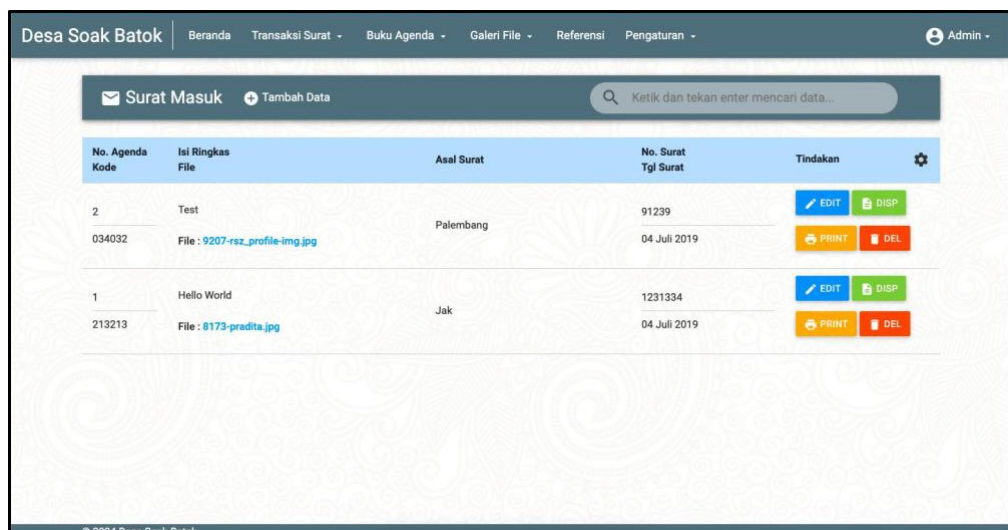 Desa Soak Batok Beranda Transaksi Surat Buku Agenda Galeri File Referensi Pengaturan Admin
Surat Masuk Tambah Data Ketik dan tekan enter mencari data...
No. Agenda Isi Ringkas Asal Surat No. Surat Tindakan
Kode File Tgl Surat
2 Test Palembang 91239 EDIT DISP
034032 File : 9207-rsz_profile-img.jpg 04 Juli 2019 PRINT DEL
1 Hello World Jak 1231334 EDIT DISP
213213 File : 8173-pradita.jpg 04 Juli 2019 PRINT DEL